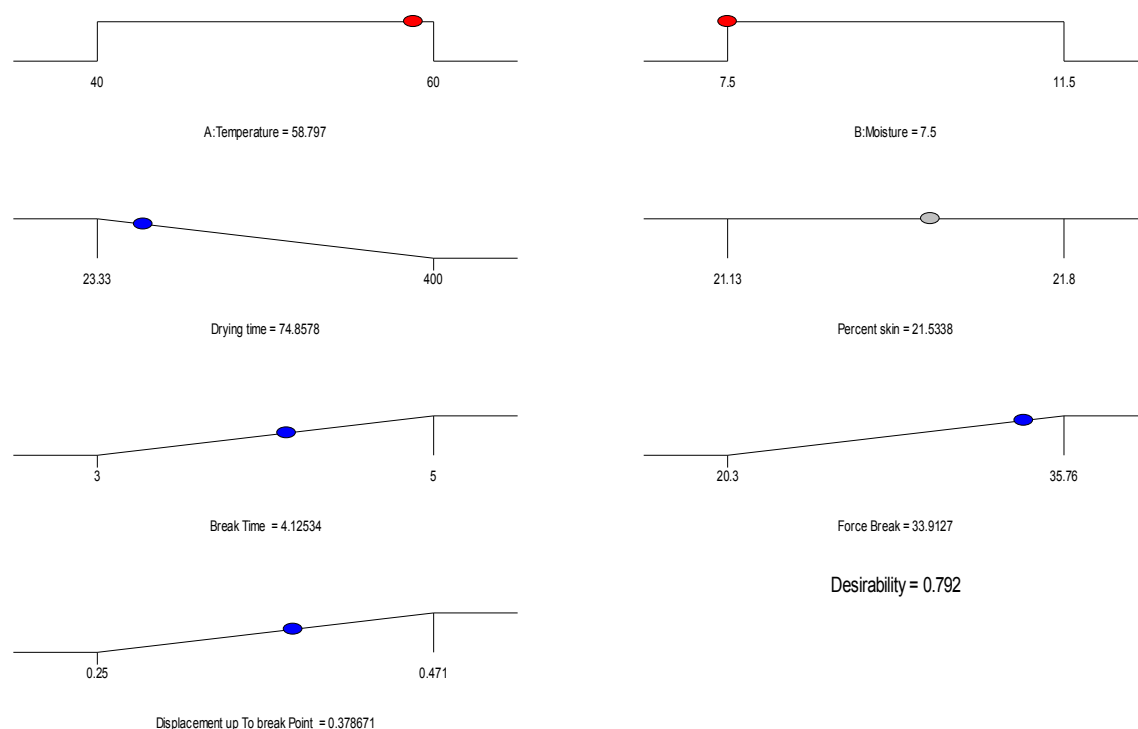 40 60
A:Temperature = 58.797
7.5 11.5
B:Moisture = 7.5
23.33 400
Drying time = 74.8578
21.13 21.8
Percent skin = 21.5338
3 5
Break Time = 4.12534
20.3 35.76
Force Break = 33.9127
Desirability = 0.792
0.25 0.471
Displacement up To break Point = 0.378671